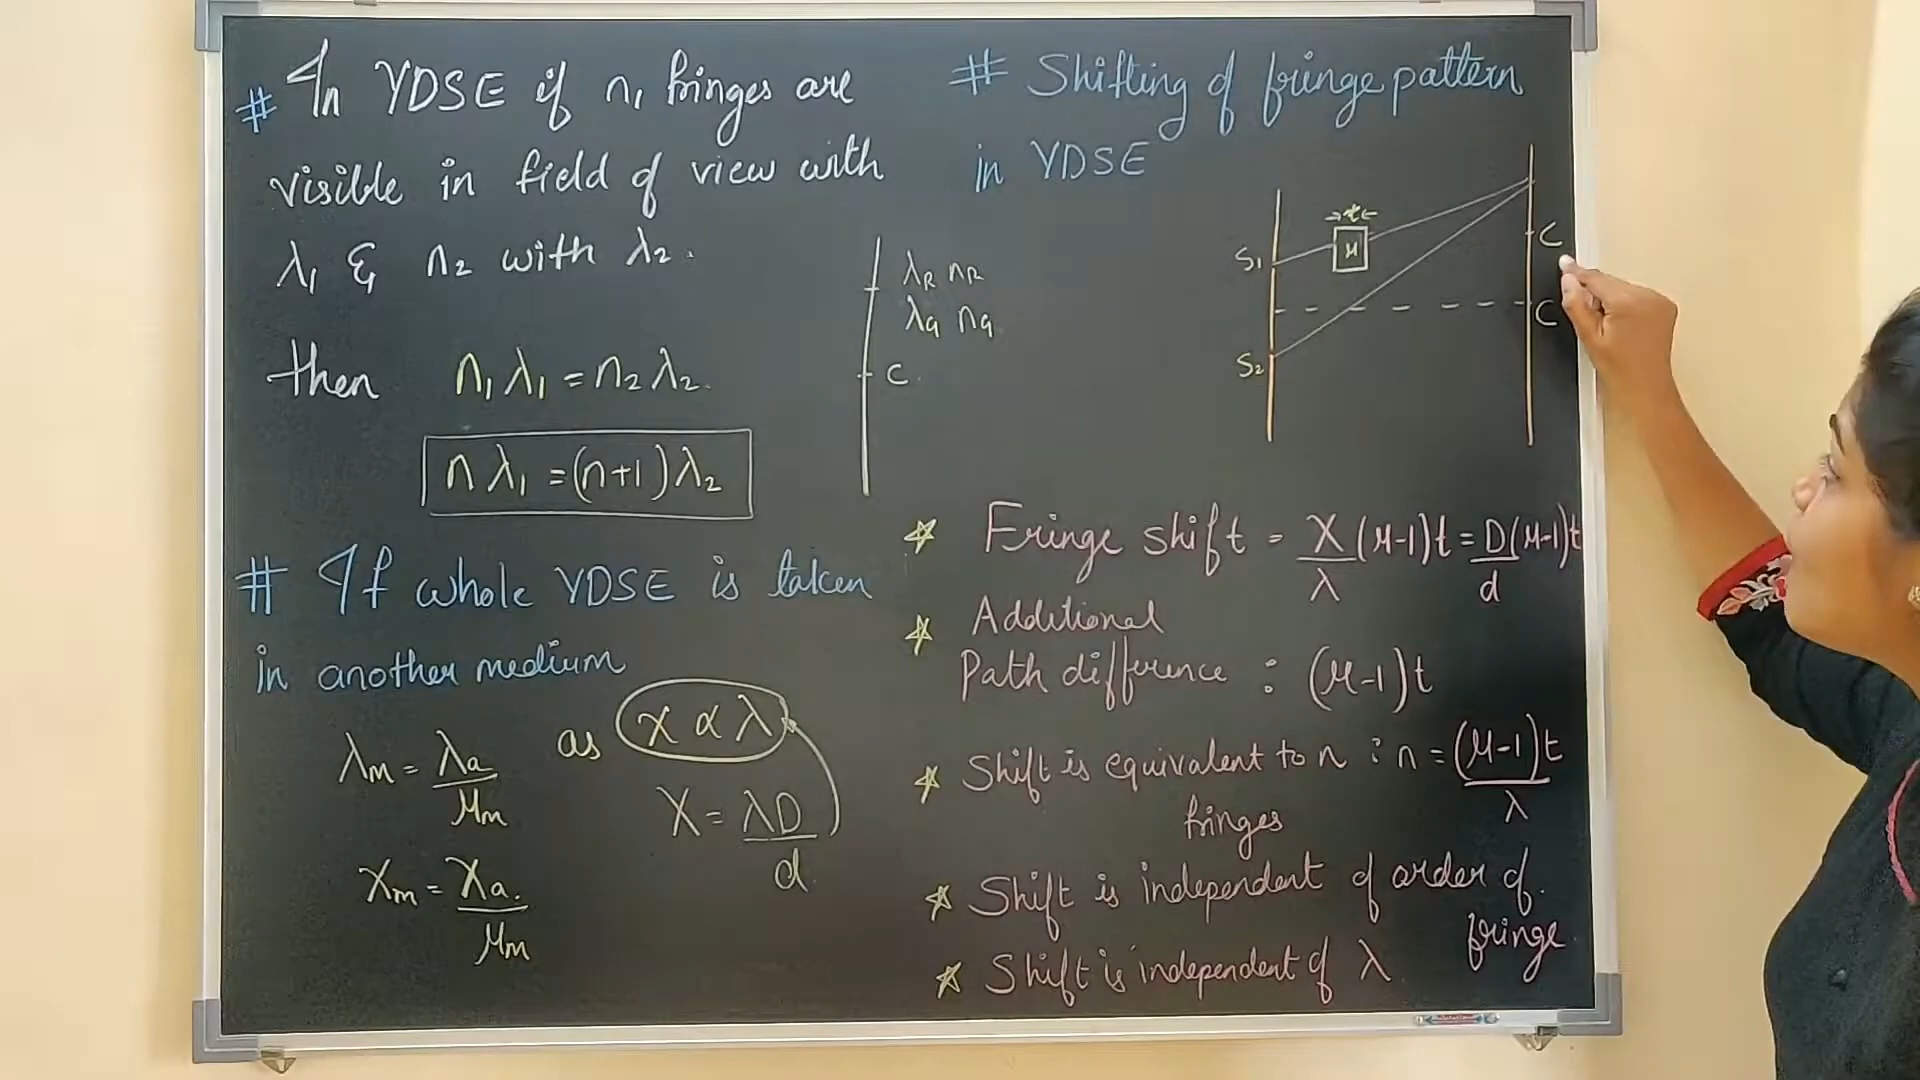 # In YDSE if n₁ fringes are
visible in field of view with
λ₁ & n₂ with λ₂.
then n₁λ₁ = n₂λ₂.
nλ₁ = (n+1)λ₂
λR nR
λG nG
C
# If whole YDSE is taken
in another medium
λm = λa / μm
as X ∝ λ
X = λD / d
Xm = Xa. / μm
# Shifting of fringe pattern
in YDSE
→t←
S₁
μ
C
C
S₂
☆ Fringe shift = X/λ (μ-1)t = D/d (μ-1)t
☆ Additional
Path difference : (μ-1)t
☆ Shift is equivalent to n : n = (μ-1)t / λ
fringes
☆ Shift is independent of order of.
fringe
☆ Shift is independent of λ